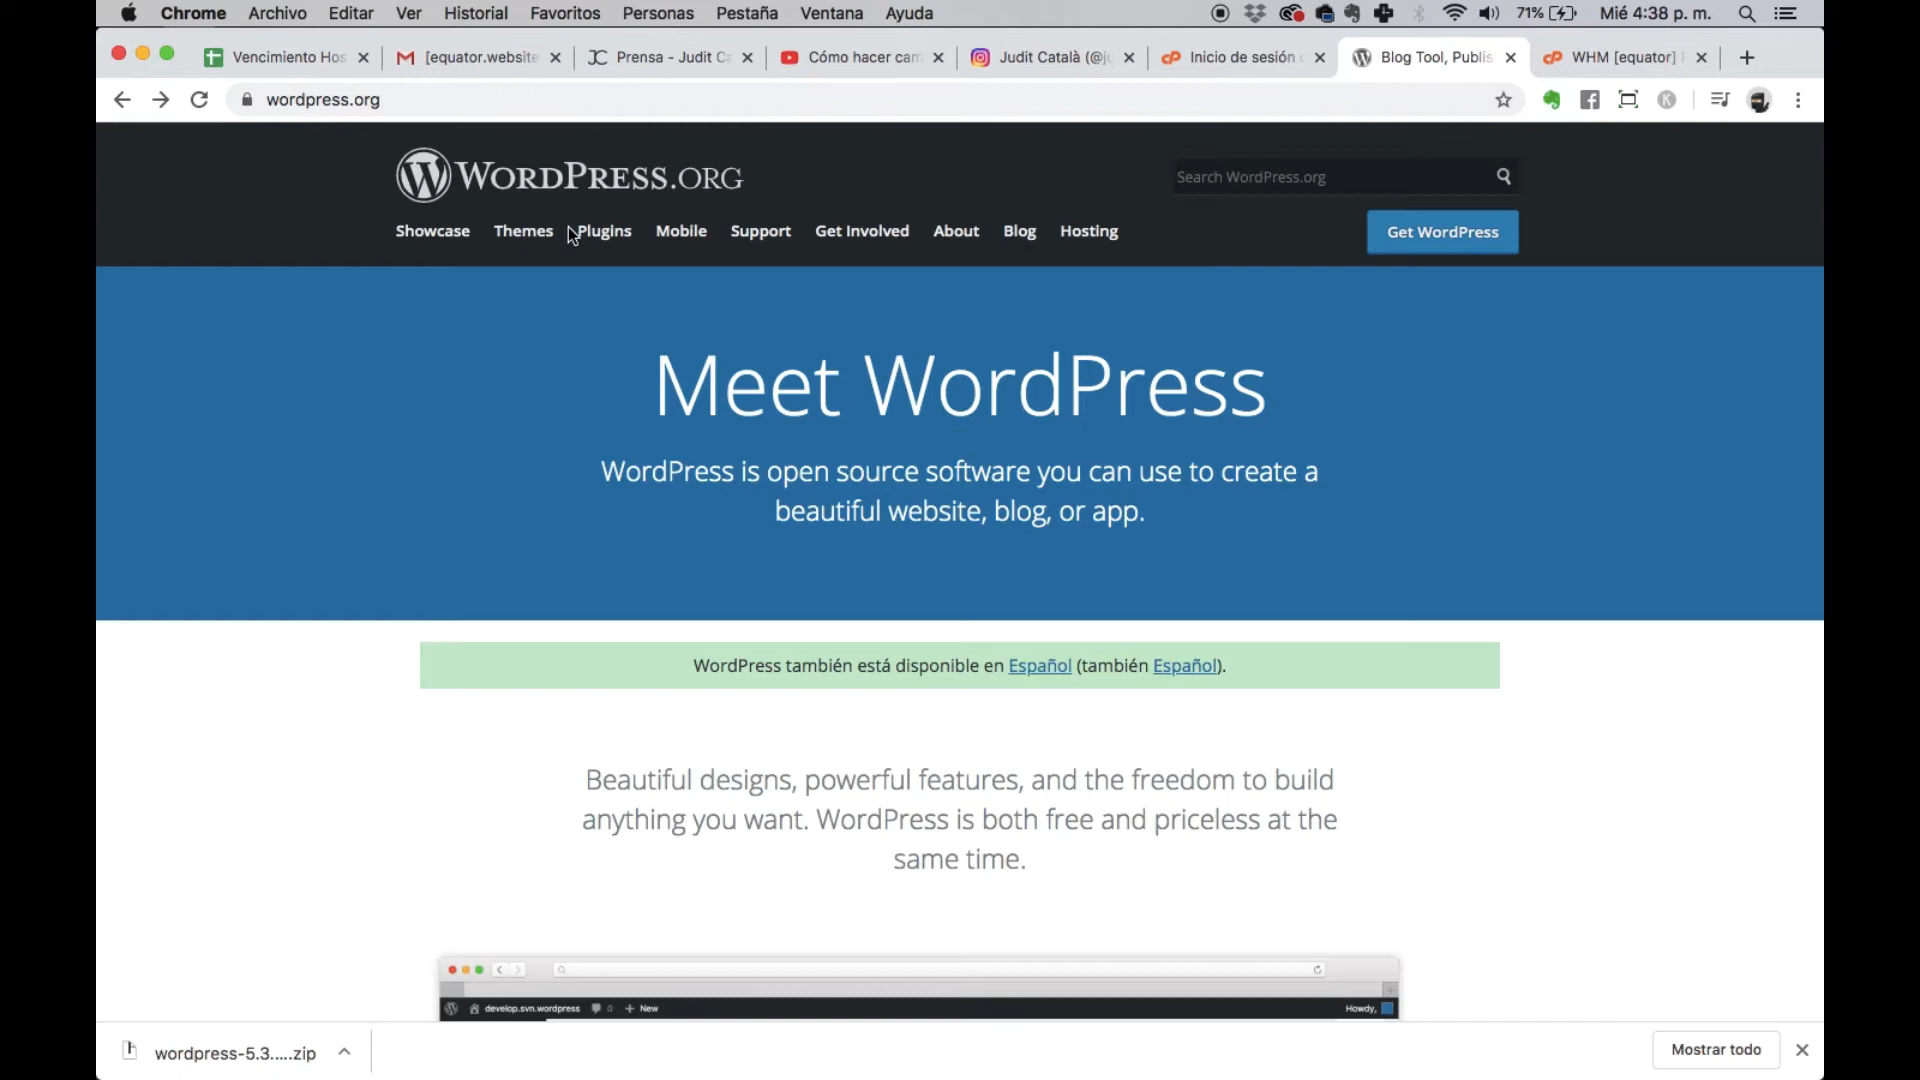 Chrome Archivo Editar Ver Historial Favoritos Personas Pestaña Ventana Ayuda 71% Mié 4:38 p. m.
Vencimiento Hos [equator.website Prensa - Judit Ca Cómo hacer cam Judit Català (@ju Inicio de sesión Blog Tool, Publis WHM [equator]
wordpress.org
WORDPRESS.ORG
Search WordPress.org
Showcase Themes Plugins Mobile Support Get Involved About Blog Hosting
Get WordPress
Meet WordPress
WordPress is open source software you can use to create a
beautiful website, blog, or app.
WordPress también está disponible en Español (también Español).
Beautiful designs, powerful features, and the freedom to build
anything you want. WordPress is both free and priceless at the
same time.
develop.svn.wordpress 0 + New Howdy,
wordpress-5.3.....zip
Mostrar todo